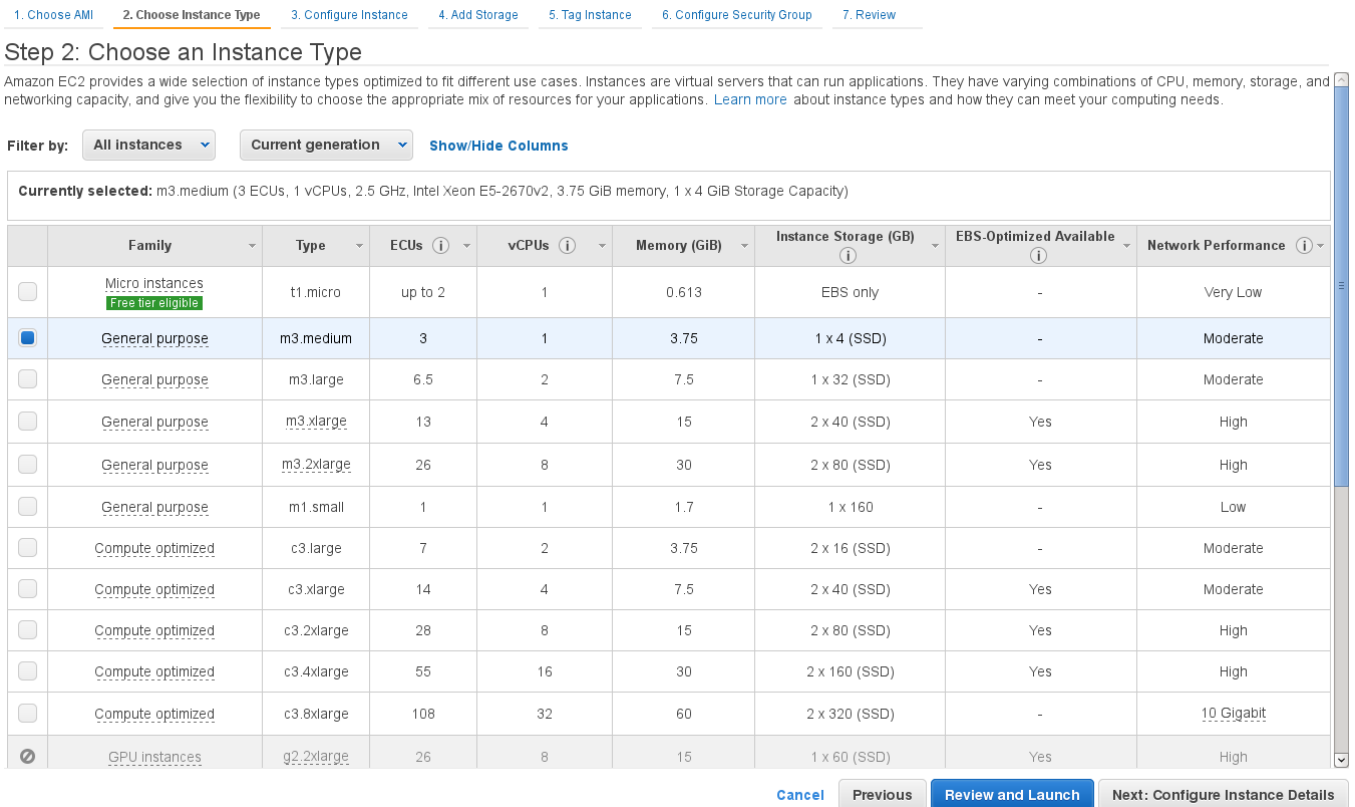 1. Choose AMI 2. Choose Instance Type 3. Configure Instance 4. Add Storage 5. Tag Instance 6. Configure Security Group 7. Review
Step 2: Choose an Instance Type
Amazon EC2 provides a wide selection of instance types optimized to fit different use cases. Instances are virtual servers that can run applications. They have varying combinations of CPU, memory, storage, and
networking capacity, and give you the flexibility to choose the appropriate mix of resources for your applications. Learn more about instance types and how they can meet your computing needs.
Filter by: All instances Current generation Show/Hide Columns
Currently selected: m3.medium (3 ECUs, 1 vCPUs, 2.5 GHz, Intel Xeon E5-2670v2, 3.75 GiB memory, 1 x 4 GiB Storage Capacity)
Family Type ECUs i vCPUs i Memory (GiB) Instance Storage (GB) i EBS-Optimized Available i Network Performance i
Micro instances t1.micro up to 2 1 0.613 EBS only - Very Low
Free tier eligible
General purpose m3.medium 3 1 3.75 1 x 4 (SSD) - Moderate
General purpose m3.large 6.5 2 7.5 1 x 32 (SSD) - Moderate
General purpose m3.xlarge 13 4 15 2 x 40 (SSD) Yes High
General purpose m3.2xlarge 26 8 30 2 x 80 (SSD) Yes High
General purpose m1.small 1 1 1.7 1 x 160 - Low
Compute optimized c3.large 7 2 3.75 2 x 16 (SSD) - Moderate
Compute optimized c3.xlarge 14 4 7.5 2 x 40 (SSD) Yes Moderate
Compute optimized c3.2xlarge 28 8 15 2 x 80 (SSD) Yes High
Compute optimized c3.4xlarge 55 16 30 2 x 160 (SSD) Yes High
Compute optimized c3.8xlarge 108 32 60 2 x 320 (SSD) - 10 Gigabit
GPU instances g2.2xlarge 26 8 15 1 x 60 (SSD) Yes High
Cancel Previous Review and Launch Next: Configure Instance Details